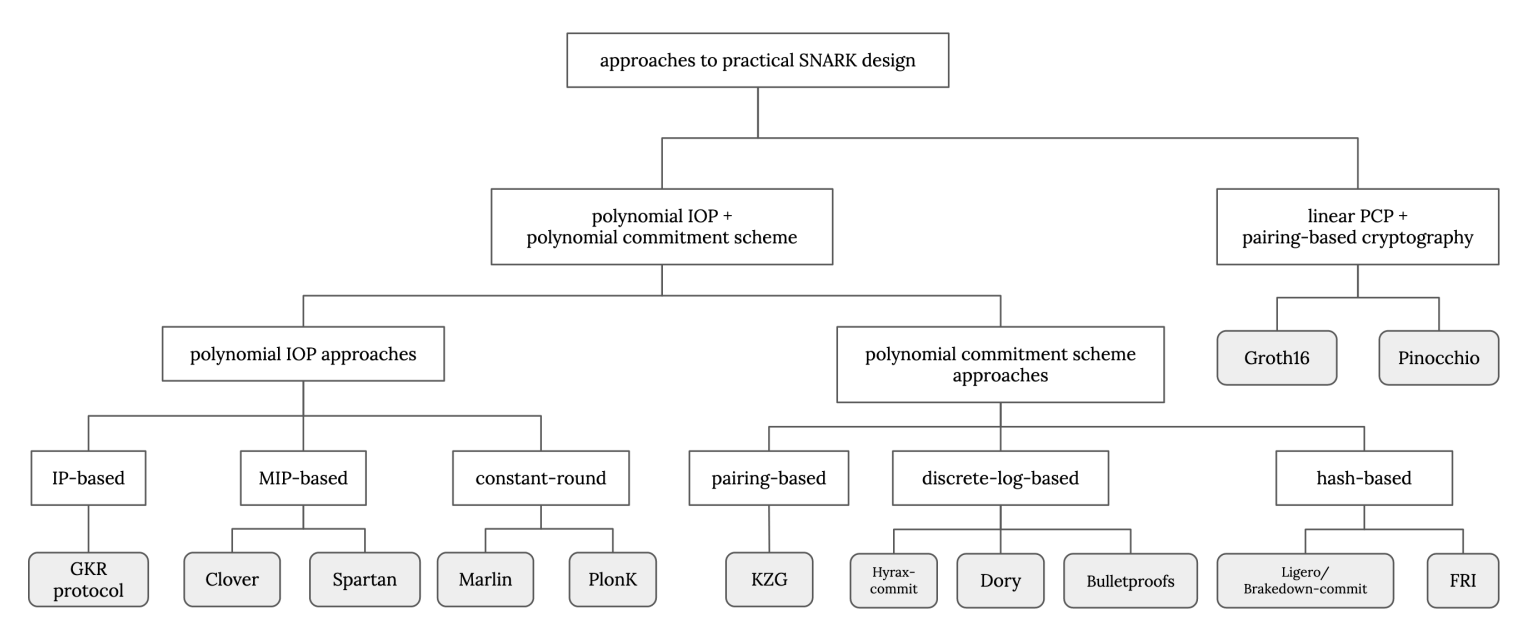 approaches to practical SNARK design
polynomial IOP +
polynomial commitment scheme
linear PCP +
pairing-based cryptography
polynomial IOP approaches
polynomial commitment scheme
approaches
Groth16
Pinocchio
IP-based
MIP-based
constant-round
pairing-based
discrete-log-based
hash-based
GKR
protocol
Clover
Spartan
Marlin
PlonK
KZG
Hyrax-
commit
Dory
Bulletproofs
Ligero/
Brakedown-commit
FRI